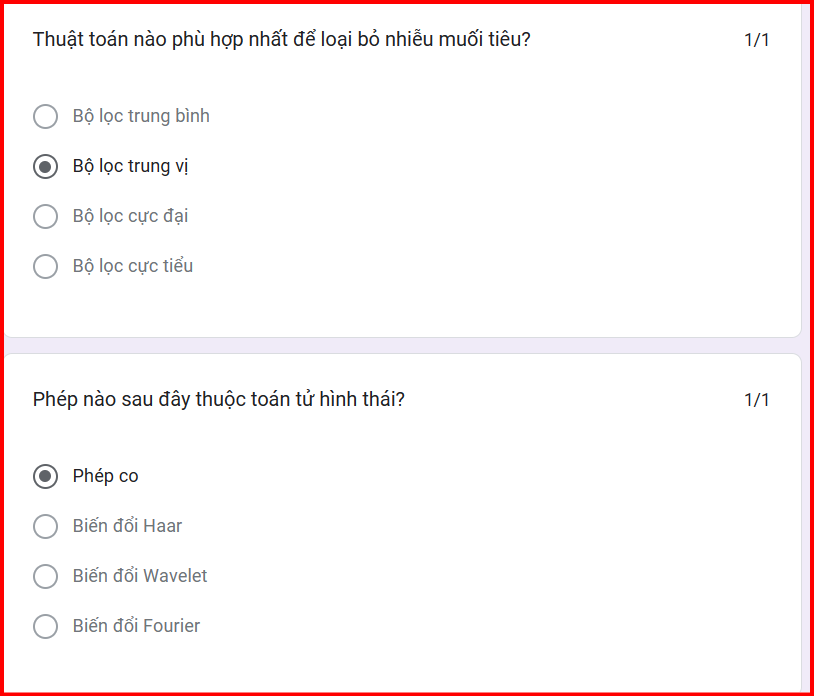 Thuật toán nào phù hợp nhất để loại bỏ nhiễu muối tiêu? 1/1
Bộ lọc trung bình
Bộ lọc trung vị
Bộ lọc cực đại
Bộ lọc cực tiểu
Phép nào sau đây thuộc toán tử hình thái? 1/1
Phép co
Biến đổi Haar
Biến đổi Wavelet
Biến đổi Fourier